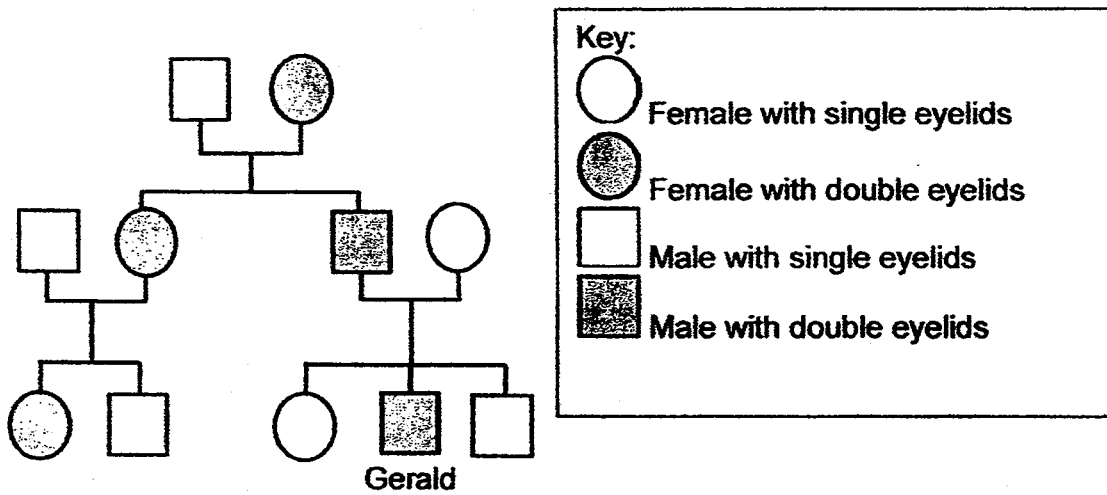 Key:
Female with single eyelids
Female with double eyelids
Male with single eyelids
Male with double eyelids
Gerald